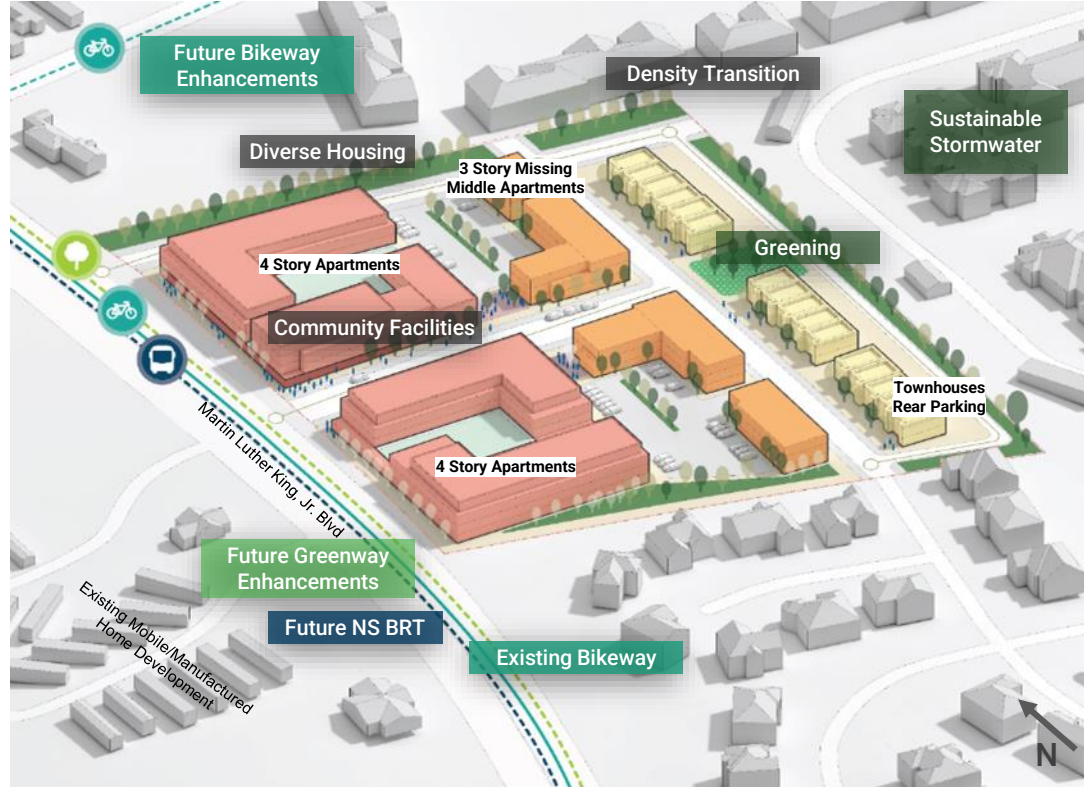 Future Bikeway
Enhancements
Density Transition
Sustainable
Stormwater
Diverse Housing
3 Story Missing
Middle Apartments
4 Story Apartments
Greening
Community Facilities
Townhouses
Rear Parking
4 Story Apartments
Martin Luther King, Jr. Blvd
Future Greenway
Enhancements
Existing Mobile/Manufactured
Home Development
Future NS BRT
Existing Bikeway
N